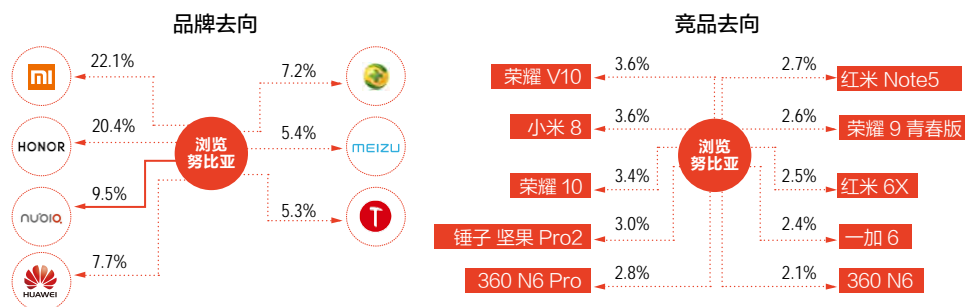 品牌去向
竞品去向
22.1%
7.2%
mi
20.4%
5.4%
HONOR
浏览
努比亚
MEIZU
9.5%
5.3%
nubia
T
7.7%
HUAWEI
荣耀 V10
3.6%
2.7%
红米 Note5
小米 8
3.6%
2.6%
荣耀 9 青春版
浏览
努比亚
荣耀 10
3.4%
2.5%
红米 6X
锤子 坚果 Pro2
3.0%
2.4%
一加 6
360 N6 Pro
2.8%
2.1%
360 N6